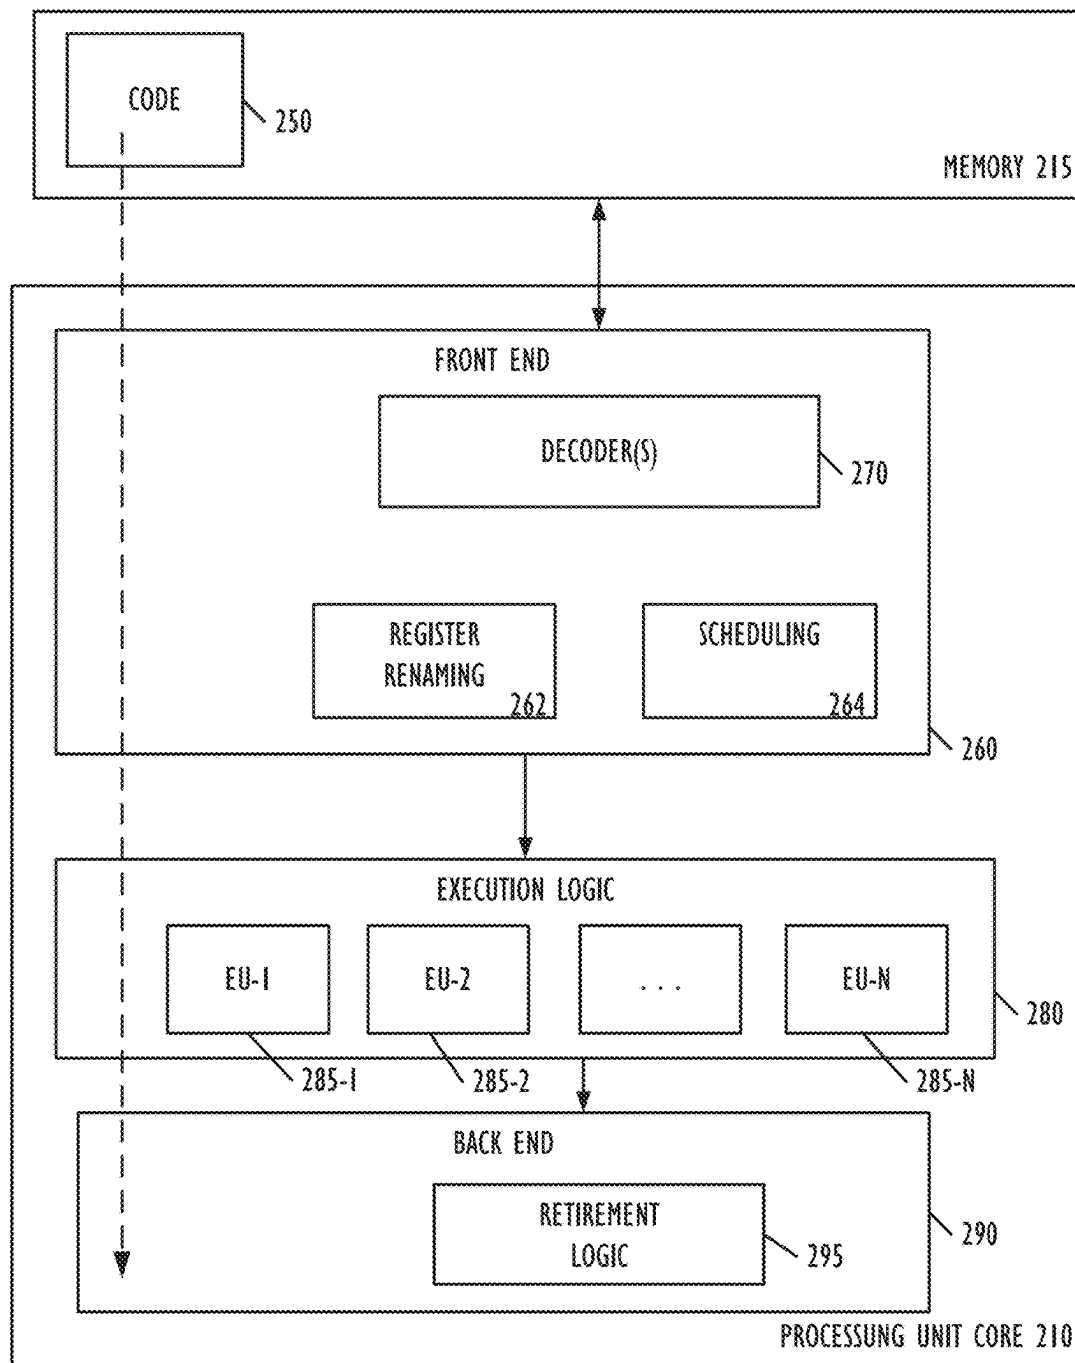 CODE
250
MEMORY 215
FRONT END
DECODER(S)
270
REGISTER
RENAMING
262
SCHEDULING
264
260
EXECUTION LOGIC
EU-1
EU-2
...
EU-N
280
285-1
285-2
285-N
BACK END
RETIREMENT
LOGIC
295
290
PROCESSUNG UNIT CORE 210